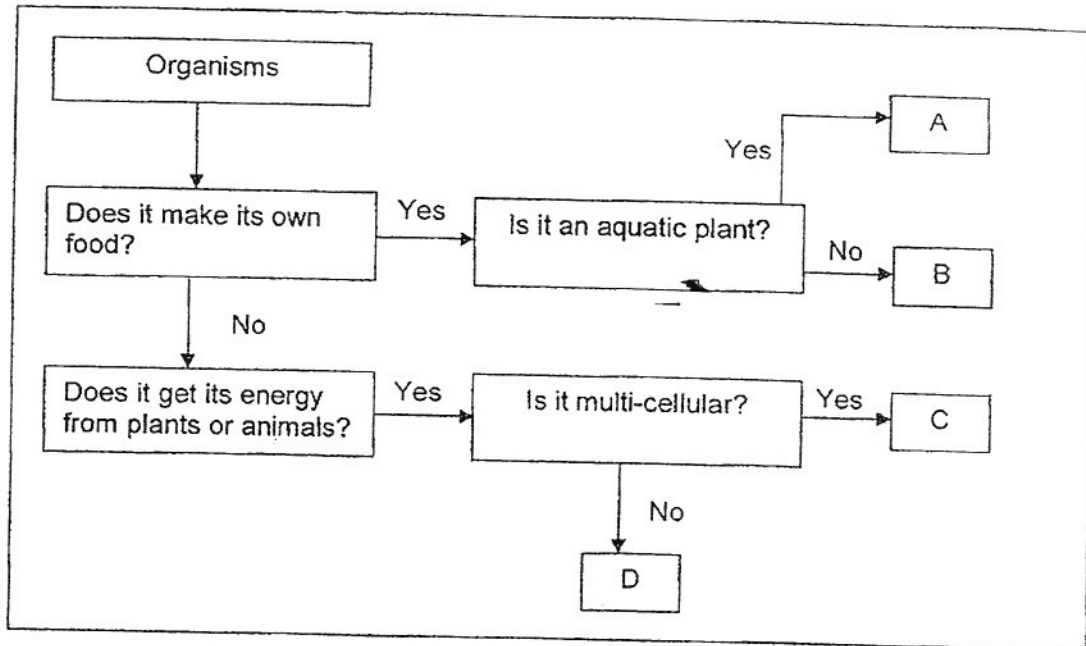 Organisms
Does it make its own
food?
Yes
Is it an aquatic plant?
Yes
A
No
B
No
Does it get its energy
from plants or animals?
Yes
Is it multi-cellular?
Yes
C
No
D